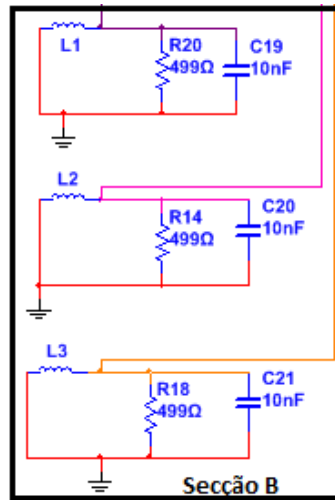 L1
R20
499Ω
C19
10nF
L2
R14
499Ω
C20
10nF
L3
R18
499Ω
C21
10nF
Secção B